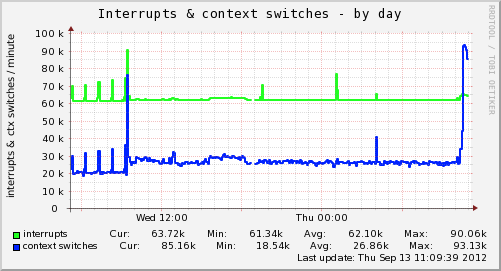 Interrupts & context switches - by day
RRDTOOL / TOBI OETIKER
interrupts & ctx switches / minute
100 k
90 k
80 k
70 k
60 k
50 k
40 k
30 k
20 k
10 k
0
Wed 12:00 Thu 00:00
interrupts Cur: 63.72k Min: 61.34k Avg: 62.10k Max: 90.06k
context switches Cur: 85.16k Min: 18.54k Avg: 26.86k Max: 93.13k
Last update: Thu Sep 13 11:09:39 2012